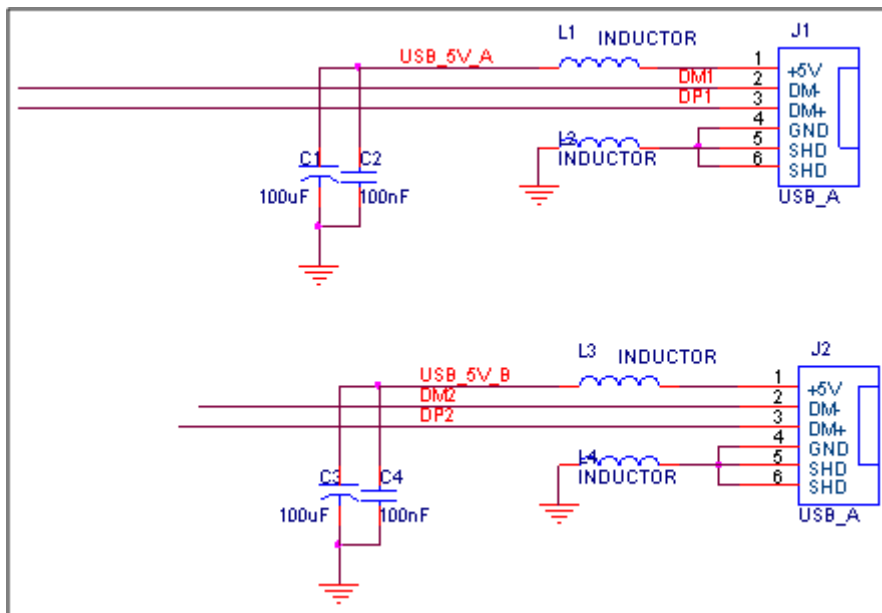 L1 INDUCTOR J1
USB_5V_A
1 +5V
DM1 2 DM-
DP1 3 DM+
4 GND
5 SHD
6 SHD
L2
INDUCTOR
USB_A
C1 C2
100uF 100nF
L3 INDUCTOR J2
USB_5V_B
1 +5V
DM2 2 DM-
DP2 3 DM+
4 GND
5 SHD
6 SHD
L4
INDUCTOR
USB_A
C3 C4
100uF 100nF